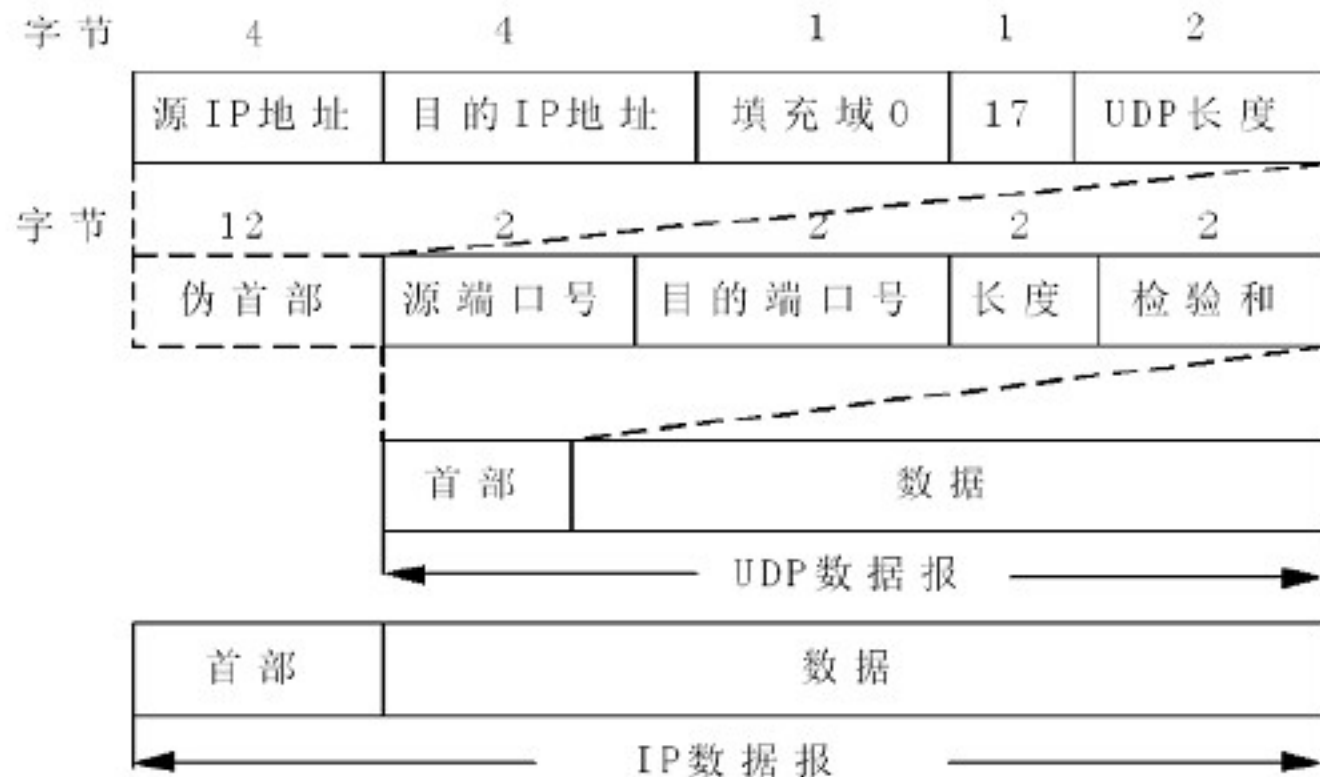 字节 4 4 1 1 2
源IP地址 目的IP地址 填充域0 17 UDP长度
字节 12 2 2 2 2
伪首部 源端口号 目的端口号 长度 检验和
首部 数据
UDP数据报
首部 数据
IP数据报